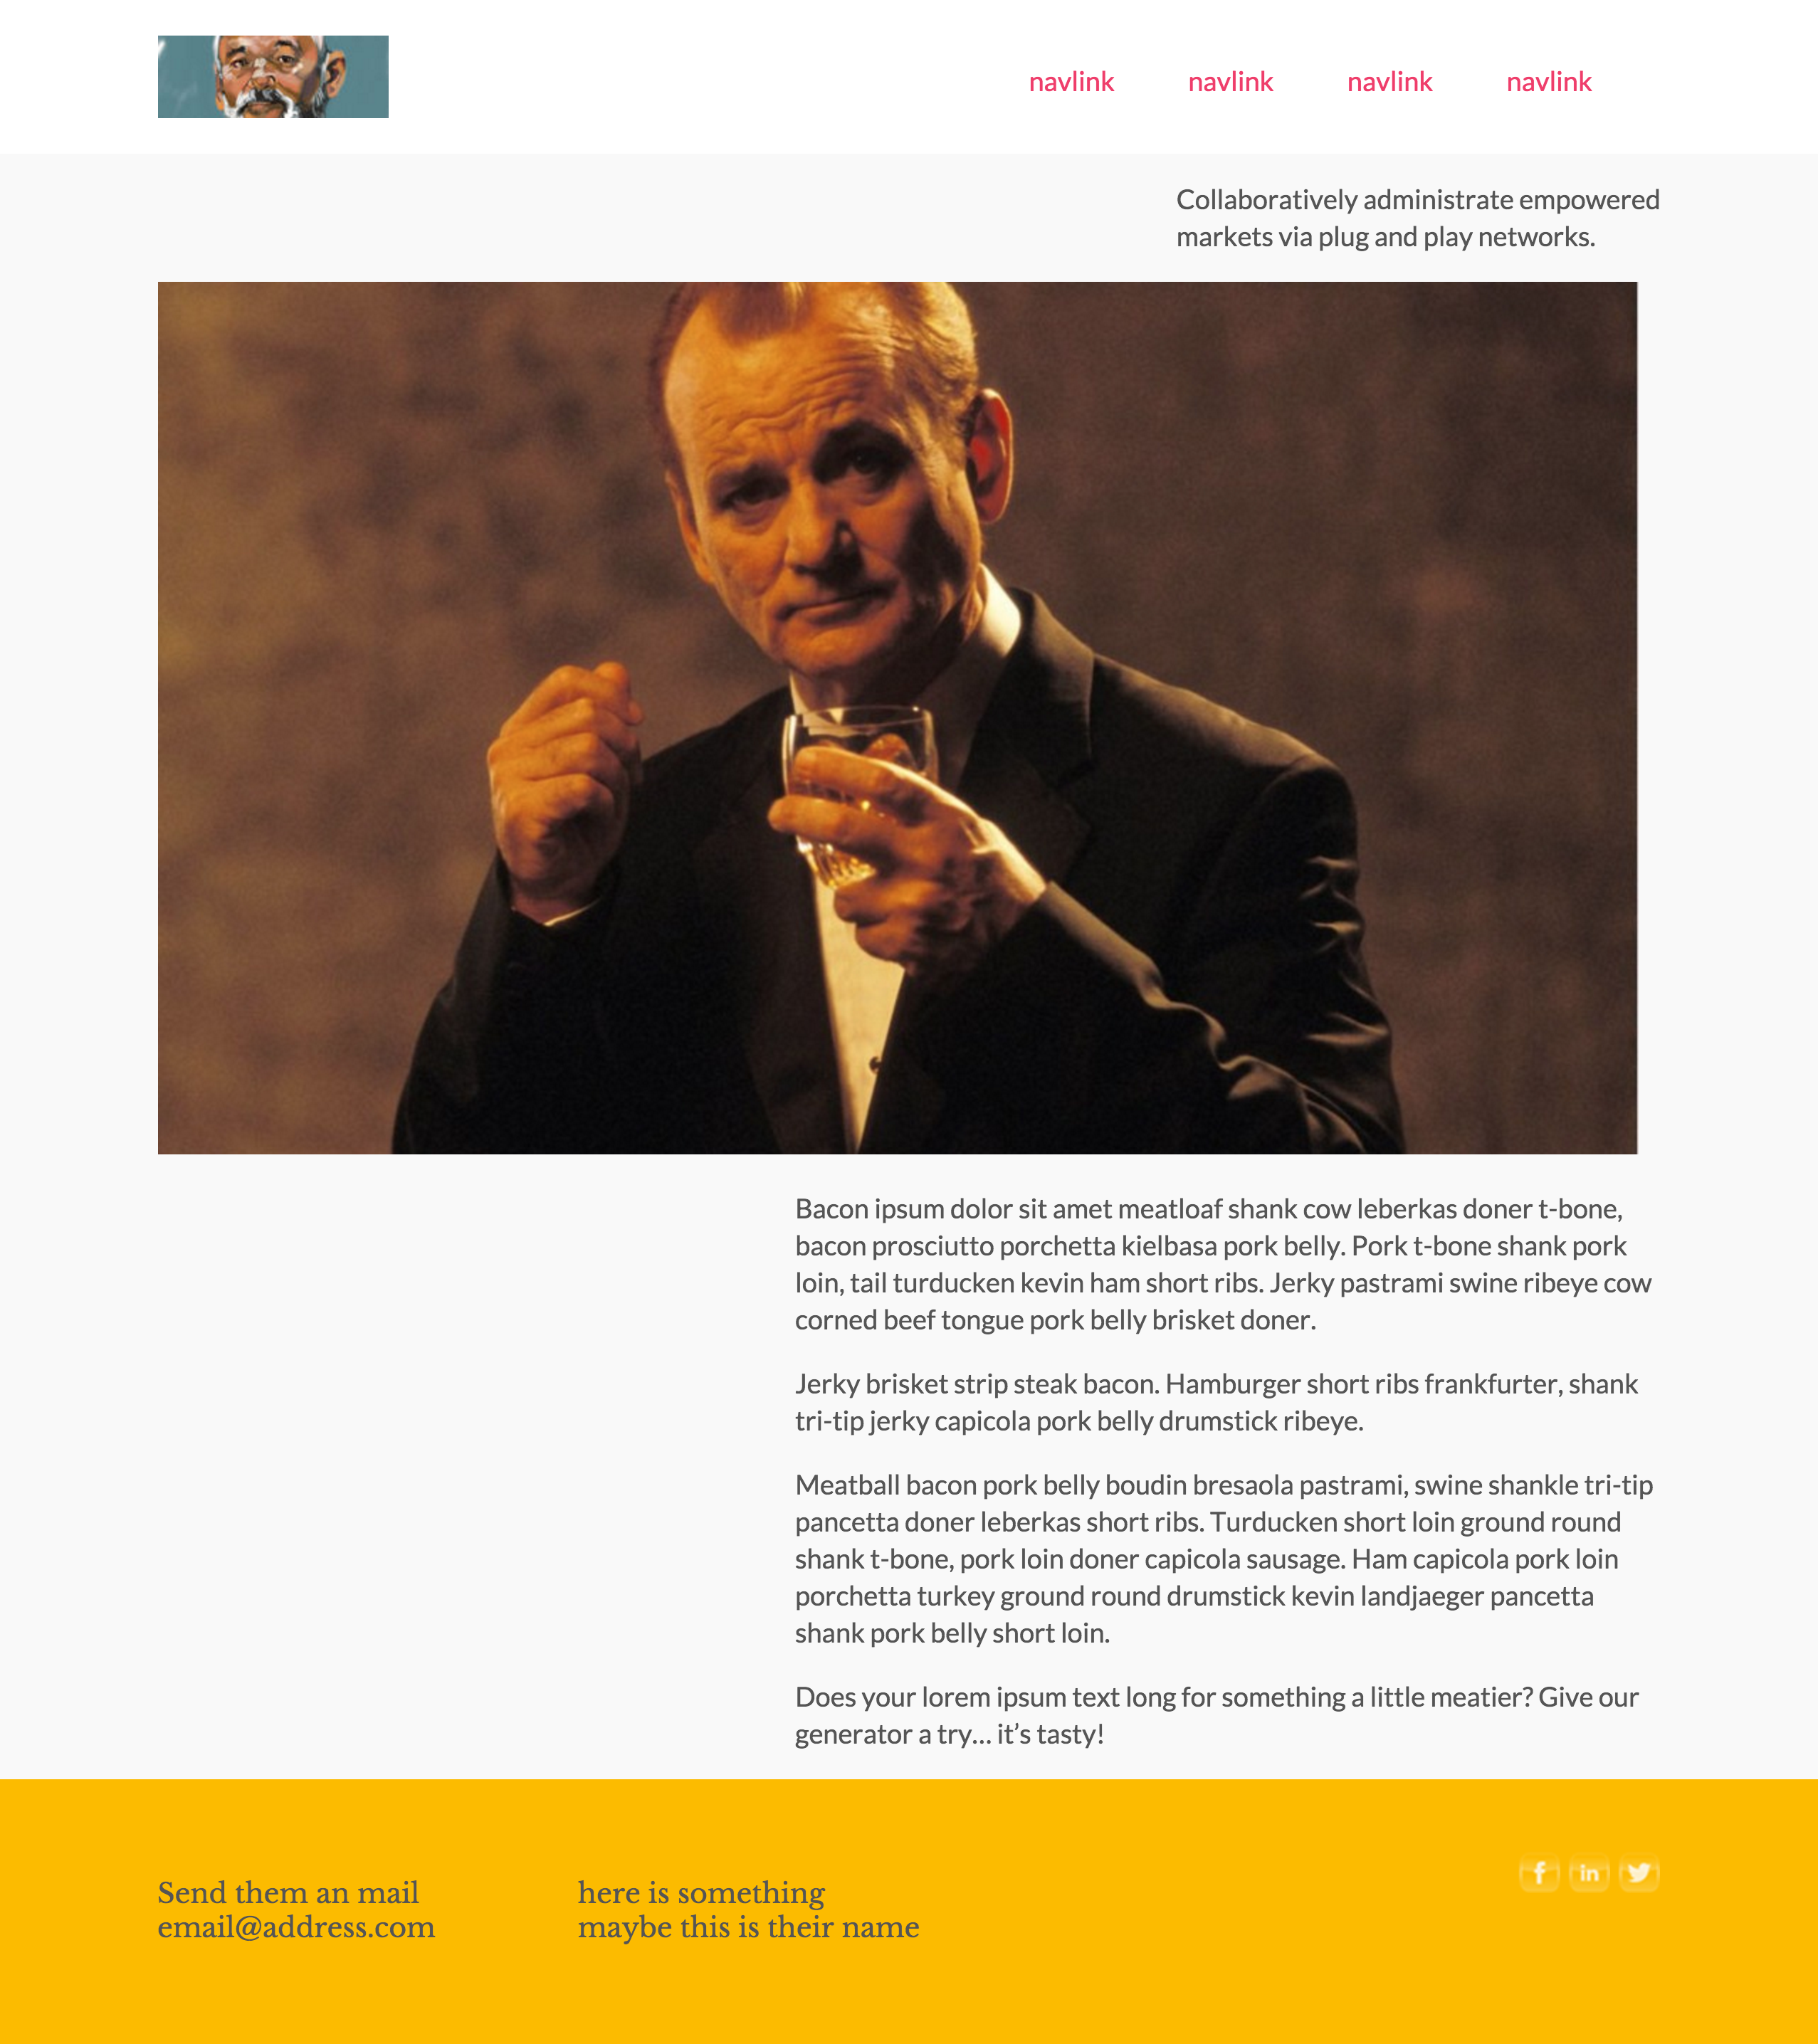 navlink navlink navlink navlink
Collaboratively administrate empowered
markets via plug and play networks.
Bacon ipsum dolor sit amet meatloaf shank cow leberkas doner t-bone,
bacon prosciutto porchetta kielbasa pork belly. Pork t-bone shank pork
loin, tail turducken kevin ham short ribs. Jerky pastrami swine ribeye cow
corned beef tongue pork belly brisket doner.
Jerky brisket strip steak bacon. Hamburger short ribs frankfurter, shank
tri-tip jerky capicola pork belly drumstick ribeye.
Meatball bacon pork belly boudin bresaola pastrami, swine shankle tri-tip
pancetta doner leberkas short ribs. Turducken short loin ground round
shank t-bone, pork loin doner capicola sausage. Ham capicola pork loin
porchetta turkey ground round drumstick kevin landjaeger pancetta
shank pork belly short loin.
Does your lorem ipsum text long for something a little meatier? Give our
generator a try… it’s tasty!
Send them an mail
email@address.com
here is something
maybe this is their name
f in